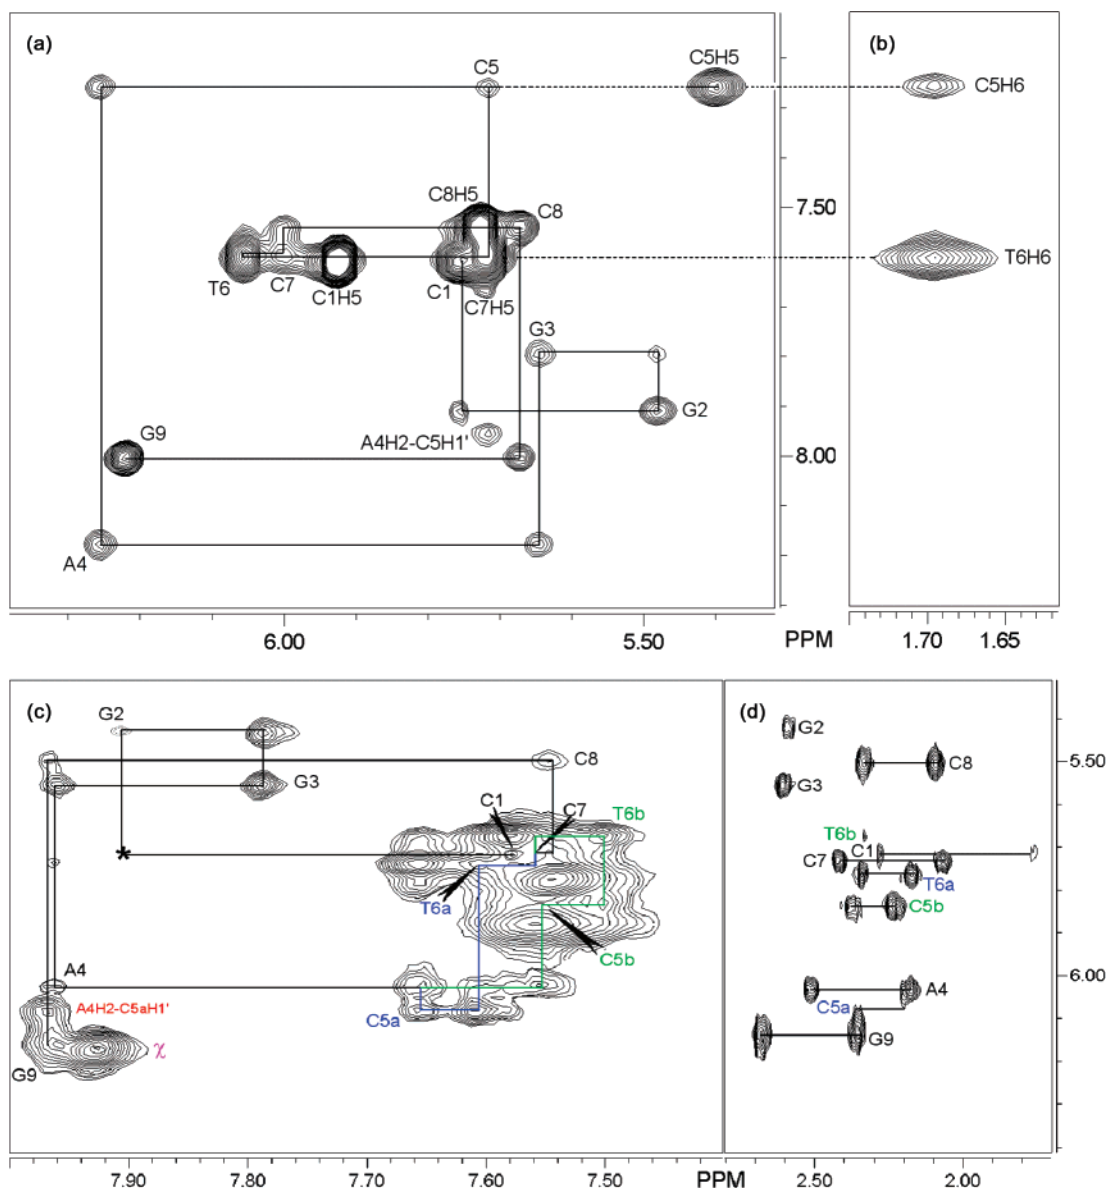 (a)
(b)
C5
C5H5
C5H6
C8H5
C8
7.50
T6
C7
C1H5
C1
C7H5
T6H6
G3
G2
A4H2-C5H1'
G9
8.00
A4
6.00
5.50
PPM
1.70
1.65
(c)
(d)
G2
G2
C8
5.50
G3
G3
C8
C1
C7
T6b
T6b
C1
C7
T6a
T6a
C5b
C5b
A4
6.00
A4
A4H2-C5aH1'
C5a
C5a
χ
G9
G9
*
7.90
7.80
7.70
7.60
7.50
PPM
2.50
2.00